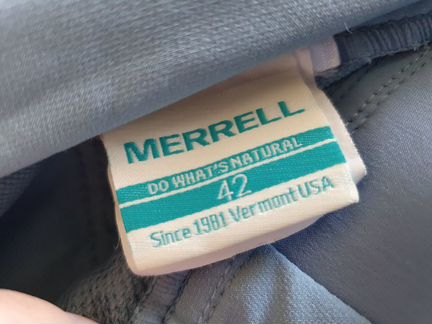 MERRELL
DO WHAT'S NATURAL
42
Since 1981 Vermont USA